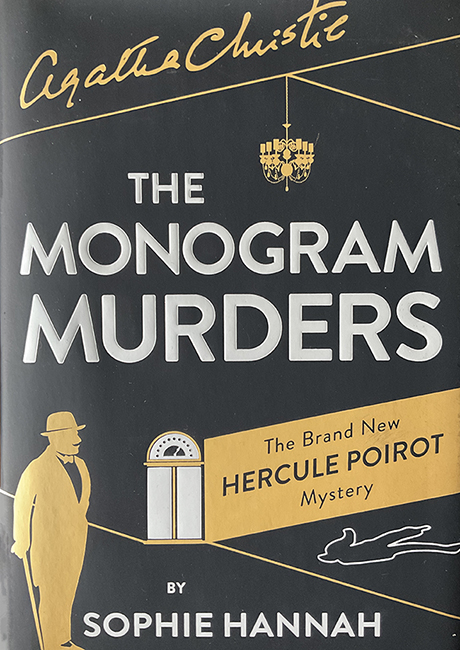 Agatha Christie
THE
MONOGRAM
MURDERS
The Brand New
HERCULE POIROT
Mystery
BY
SOPHIE HANNAH